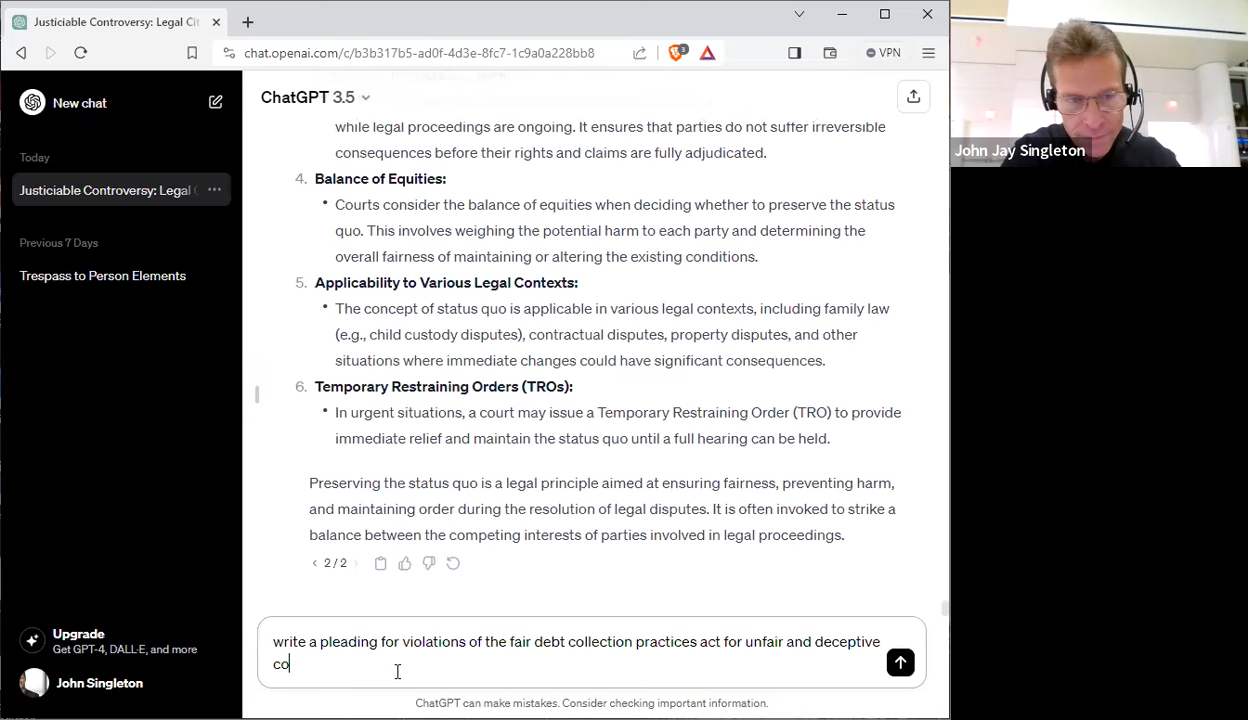 Justiciable Controversy: Legal Ci
chat.openai.com/c/b3b317b5-ad0f-4d3e-8fc7-1c9a0a228bb8
3
VPN
New chat
Today
Justiciable Controversy: Legal
Previous 7 Days
Trespass to Person Elements
Upgrade
Get GPT-4, DALL·E, and more
John Singleton
ChatGPT 3.5
while legal proceedings are ongoing. It ensures that parties do not suffer irreversible
consequences before their rights and claims are fully adjudicated.
4. Balance of Equities:
• Courts consider the balance of equities when deciding whether to preserve the status
quo. This involves weighing the potential harm to each party and determining the
overall fairness of maintaining or altering the existing conditions.
5. Applicability to Various Legal Contexts:
• The concept of status quo is applicable in various legal contexts, including family law
(e.g., child custody disputes), contractual disputes, property disputes, and other
situations where immediate changes could have significant consequences.
6. Temporary Restraining Orders (TROs):
• In urgent situations, a court may issue a Temporary Restraining Order (TRO) to provide
immediate relief and maintain the status quo until a full hearing can be held.
Preserving the status quo is a legal principle aimed at ensuring fairness, preventing harm,
and maintaining order during the resolution of legal disputes. It is often invoked to strike a
balance between the competing interests of parties involved in legal proceedings.
2 / 2
write a pleading for violations of the fair debt collection practices act for unfair and deceptive
co
ChatGPT can make mistakes. Consider checking important information.
John Jay Singleton